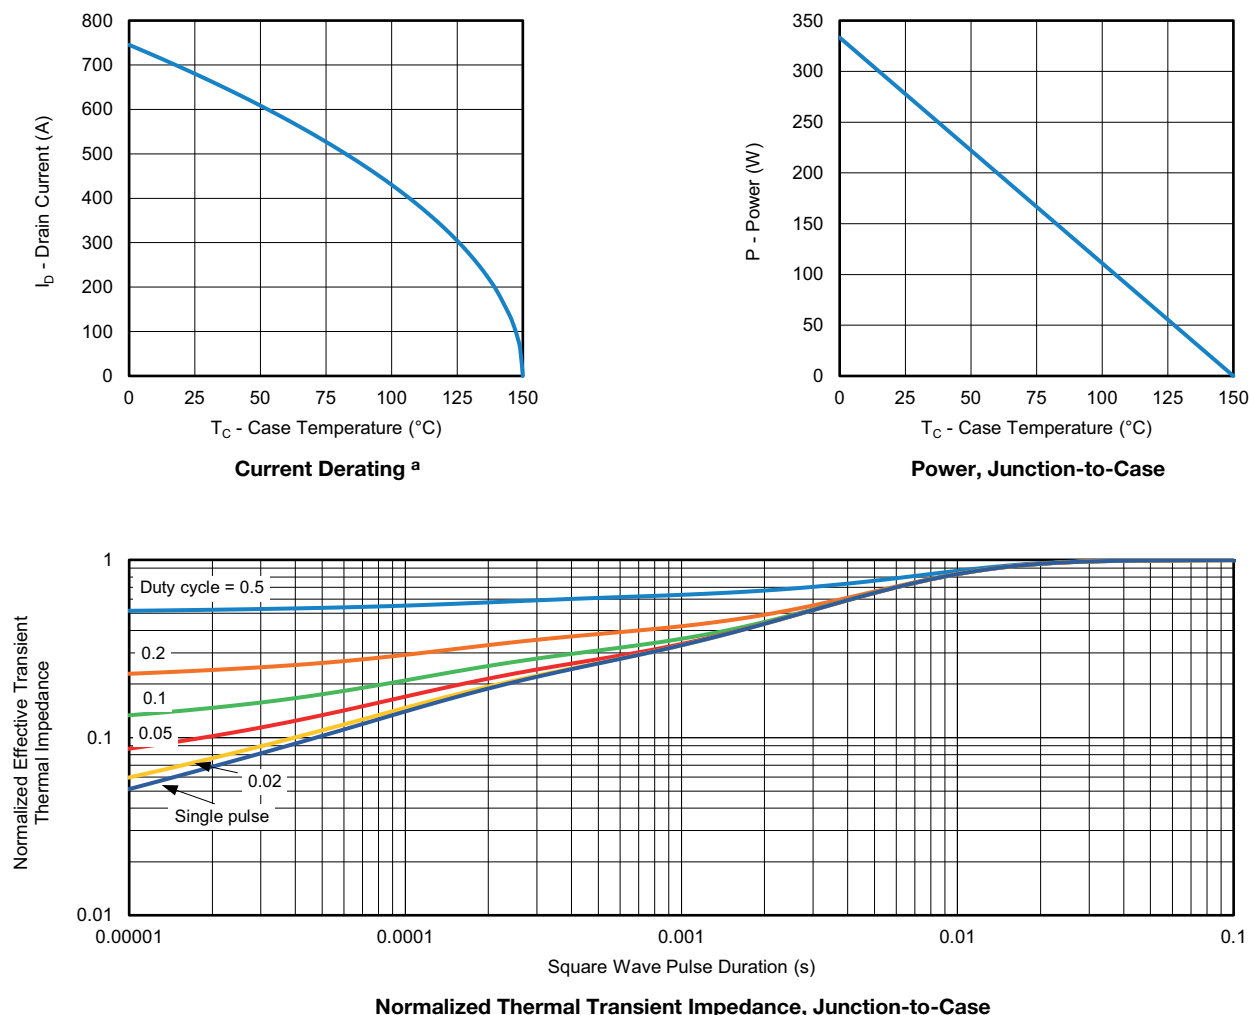 800
700
600
500
400
300
200
100
0
I_D - Drain Current (A)
0 25 50 75 100 125 150
T_C - Case Temperature (°C)
Current Derating a
350
300
250
200
150
100
50
0
P - Power (W)
0 25 50 75 100 125 150
T_C - Case Temperature (°C)
Power, Junction-to-Case
1
0.1
0.01
Normalized Effective Transient
Thermal Impedance
Duty cycle = 0.5
0.2
0.1
0.05
0.02
Single pulse
0.00001 0.0001 0.001 0.01 0.1
Square Wave Pulse Duration (s)
Normalized Thermal Transient Impedance, Junction-to-Case